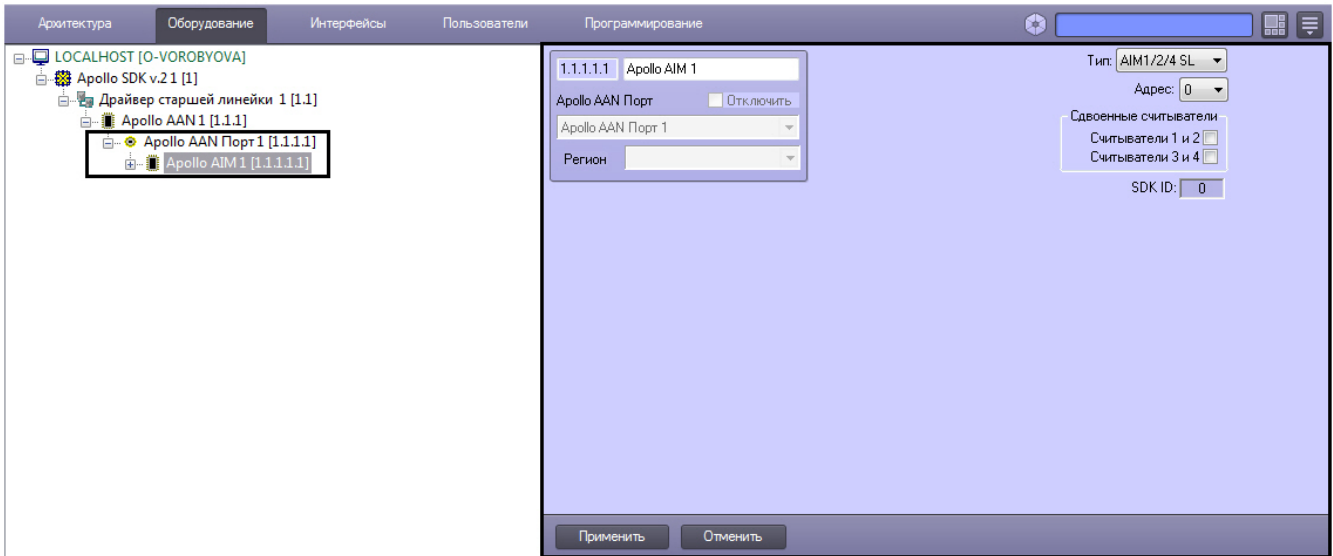 Архитектура Оборудование Интерфейсы Пользователи Программирование
LOCALHOST [O-VOROBYOVA]
Apollo SDK v.2 1 [1]
Драйвер старшей линейки 1 [1.1]
Apollo AAN 1 [1.1.1]
Apollo AAN Порт 1 [1.1.1.1]
Apollo AIM 1 [1.1.1.1.1]
1.1.1.1.1 Apollo AIM 1
Apollo AAN Порт Отключить
Apollo AAN Порт 1
Регион
Тип: AIM1/2/4 SL
Адрес: 0
Сдвоенные считыватели
Считыватели 1 и 2
Считыватели 3 и 4
SDK ID: 0
Применить Отменить